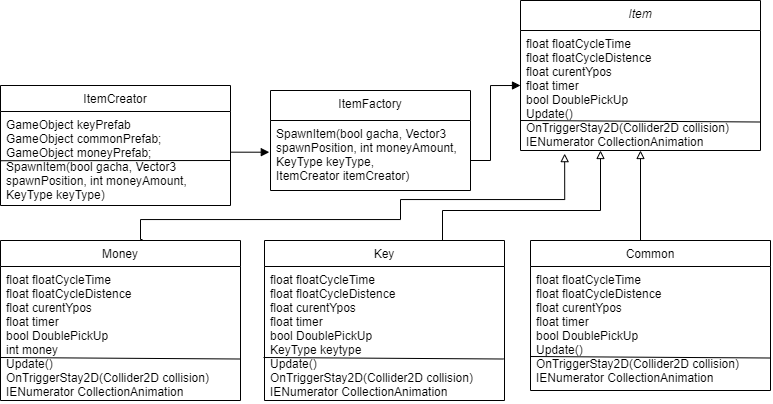 Item
float floatCycleTime
float floatCycleDistence
float curentYpos
float timer
bool DoublePickUp
Update()
OnTriggerStay2D(Collider2D collision)
IENumerator CollectionAnimation
ItemCreator
GameObject keyPrefab
GameObject commonPrefab;
GameObject moneyPrefab;
SpawnItem(bool gacha, Vector3
spawnPosition, int moneyAmount,
KeyType keyType)
ItemFactory
SpawnItem(bool gacha, Vector3
spawnPosition, int moneyAmount,
KeyType keyType,
ItemCreator itemCreator)
Money
float floatCycleTime
float floatCycleDistence
float curentYpos
float timer
bool DoublePickUp
int money
Update()
OnTriggerStay2D(Collider2D collision)
IENumerator CollectionAnimation
Key
float floatCycleTime
float floatCycleDistence
float curentYpos
float timer
bool DoublePickUp
KeyType keytype
Update()
OnTriggerStay2D(Collider2D collision)
IENumerator CollectionAnimation
Common
float floatCycleTime
float floatCycleDistence
float curentYpos
float timer
bool DoublePickUp
Update()
OnTriggerStay2D(Collider2D collision)
IENumerator CollectionAnimation